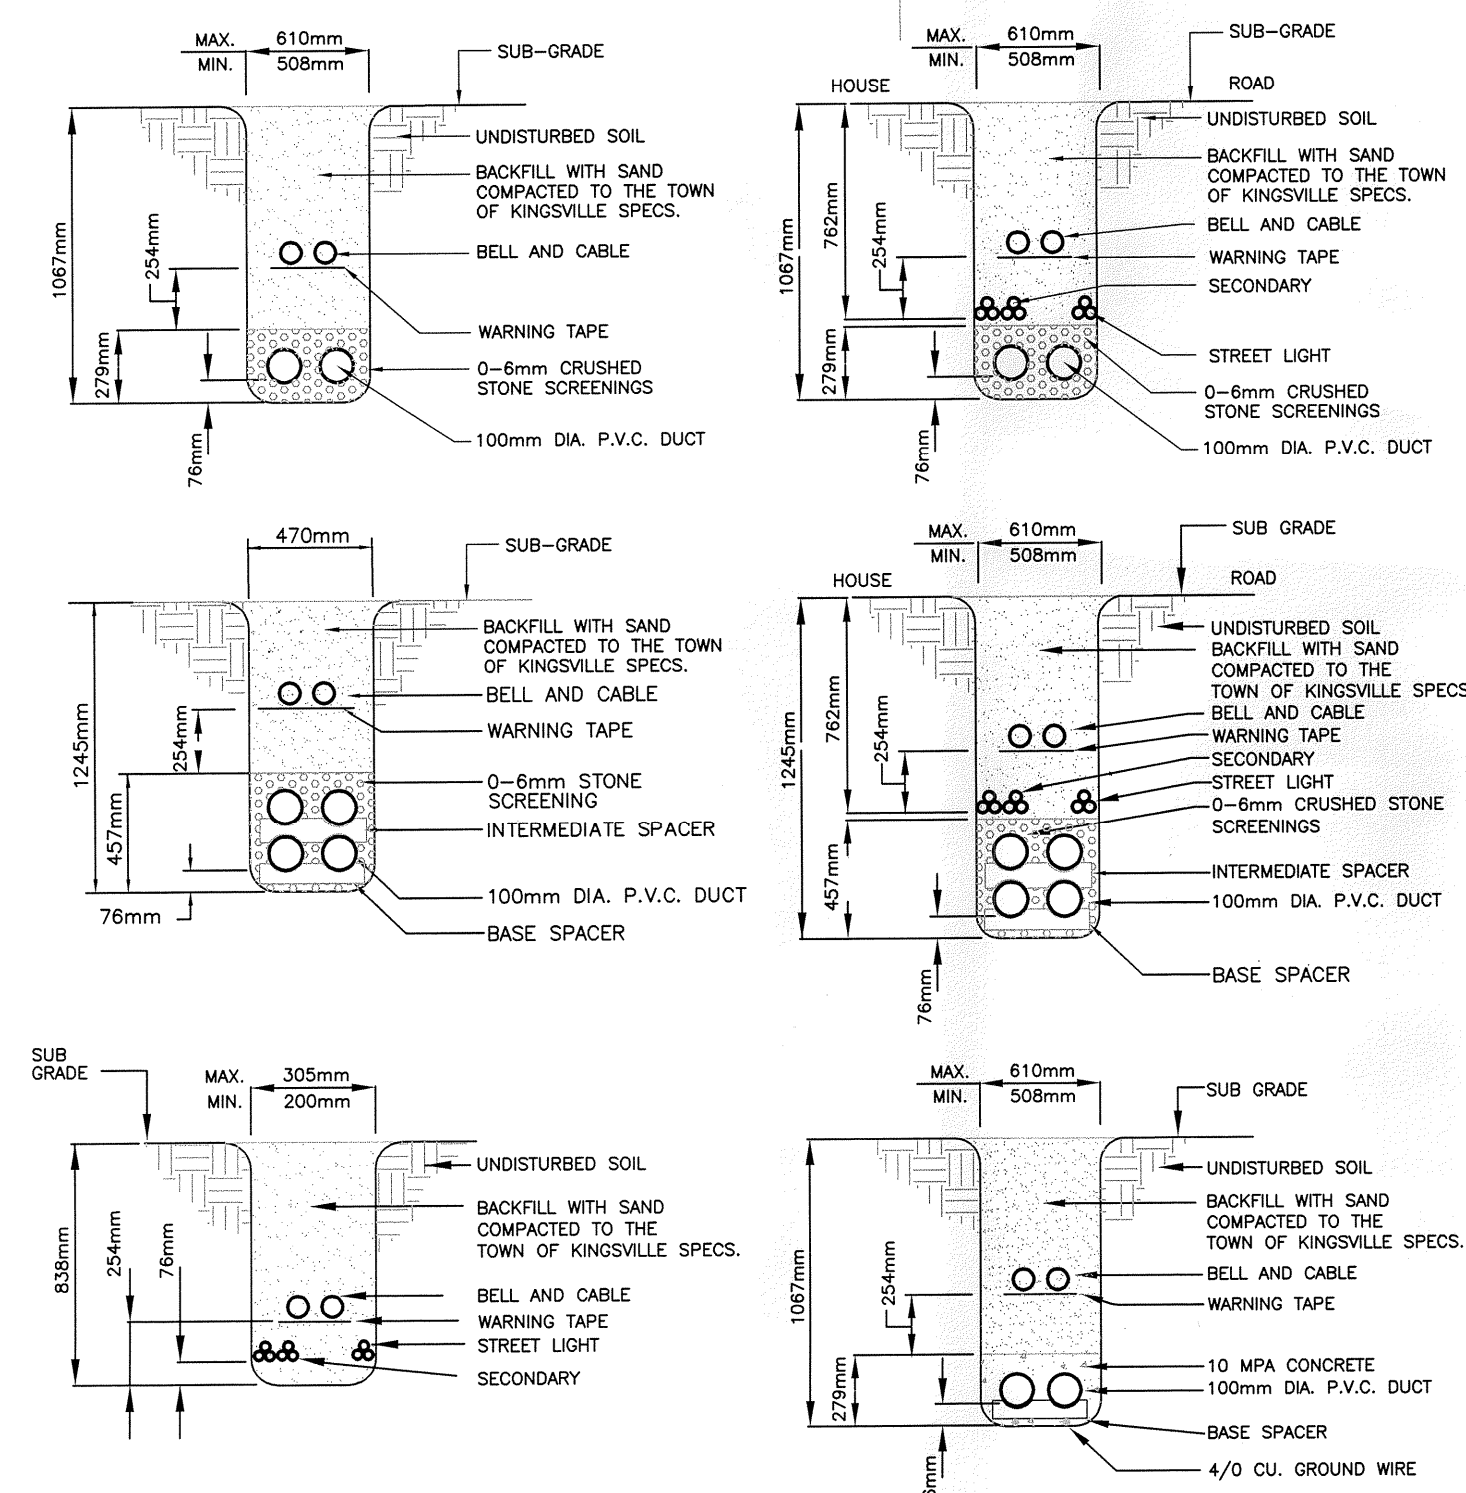 MAX.
610mm
MIN.
508mm
SUB-GRADE
UNDISTURBED SOIL
BACKFILL WITH SAND
COMPACTED TO THE TOWN
OF KINGSVILLE SPECS.
BELL AND CABLE
WARNING TAPE
0-6mm CRUSHED
STONE SCREENINGS
100mm DIA. P.V.C. DUCT
1067mm
254mm
279mm
76mm
MAX.
610mm
MIN.
508mm
SUB-GRADE
HOUSE
ROAD
UNDISTURBED SOIL
BACKFILL WITH SAND
COMPACTED TO THE TOWN
OF KINGSVILLE SPECS.
BELL AND CABLE
WARNING TAPE
SECONDARY
STREET LIGHT
0-6mm CRUSHED
STONE SCREENINGS
100mm DIA. P.V.C. DUCT
1067mm
762mm
254mm
279mm
76mm
470mm
SUB-GRADE
BACKFILL WITH SAND
COMPACTED TO THE TOWN
OF KINGSVILLE SPECS.
BELL AND CABLE
WARNING TAPE
0-6mm STONE
SCREENING
INTERMEDIATE SPACER
100mm DIA. P.V.C. DUCT
BASE SPACER
1245mm
254mm
457mm
76mm
MAX.
610mm
MIN.
508mm
SUB GRADE
HOUSE
ROAD
UNDISTURBED SOIL
BACKFILL WITH SAND
COMPACTED TO THE
TOWN OF KINGSVILLE SPECS
BELL AND CABLE
WARNING TAPE
SECONDARY
STREET LIGHT
0-6mm CRUSHED STONE
SCREENINGS
INTERMEDIATE SPACER
100mm DIA. P.V.C. DUCT
BASE SPACER
1245mm
762mm
254mm
457mm
76mm
SUB
GRADE
MAX.
305mm
MIN.
200mm
UNDISTURBED SOIL
BACKFILL WITH SAND
COMPACTED TO THE
TOWN OF KINGSVILLE SPECS.
BELL AND CABLE
WARNING TAPE
STREET LIGHT
SECONDARY
838mm
254mm
76mm
MAX.
610mm
MIN.
508mm
SUB GRADE
UNDISTURBED SOIL
BACKFILL WITH SAND
COMPACTED TO THE
TOWN OF KINGSVILLE SPECS.
BELL AND CABLE
WARNING TAPE
10 MPA CONCRETE
100mm DIA. P.V.C. DUCT
BASE SPACER
4/0 CU. GROUND WIRE
1067mm
254mm
279mm